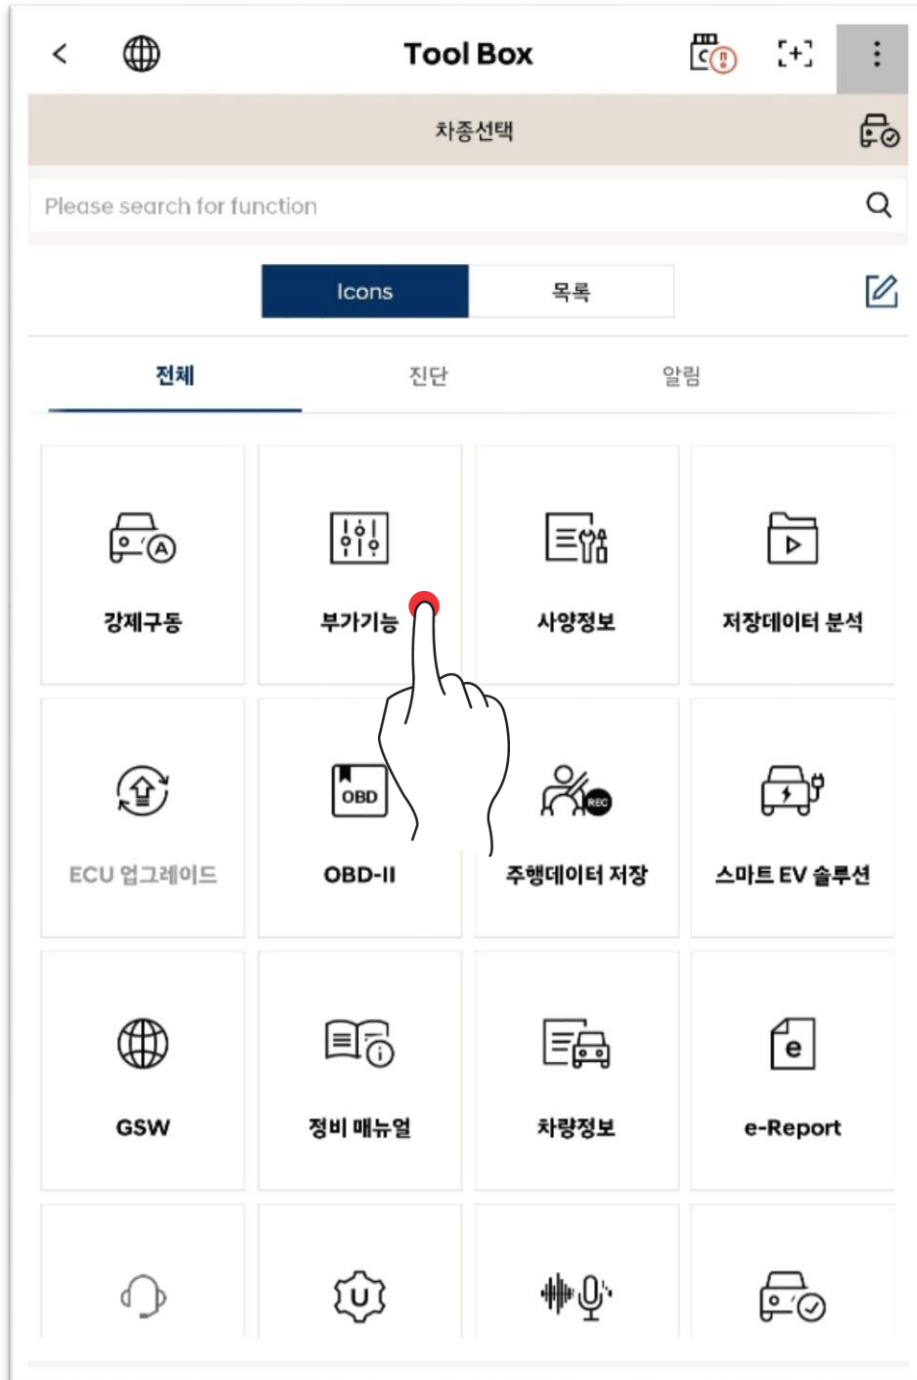 Tool Box
차종선택
Please search for function
Icons 목록
전체 진단 알림
A
강제구동 부가기능 사양정보 저장데이터 분석
OBD REC
ECU 업그레이드 OBD-II 주행데이터 저장 스마트 EV 솔루션
e
GSW 정비 매뉴얼 차량정보 e-Report
U